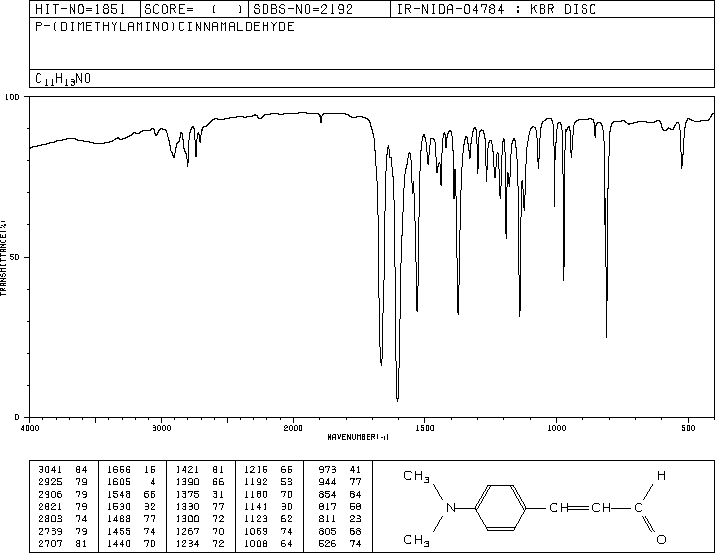 HIT-NO=1851 SCORE= ( ) SDBS-NO=2192 IR-NIDA-04784 : KBR DISC
P-(DIMETHYLAMINO)CINNAMALDEHYDE
C11H13NO
100
50
0
TRANSMITTANCE(%)
4000 3000 2000 1500 1000 500
WAVENUMBER(-1)
3041 84 1666 16 1421 81 1216 66 973 41
2925 79 1605 4 1390 66 1192 53 944 77
2906 79 1548 66 1375 31 1180 70 854 84
2821 79 1530 32 1330 77 1141 30 817 58
2803 74 1488 77 1300 72 1123 62 811 23
2739 79 1455 74 1267 70 1069 74 805 68
2707 81 1440 70 1234 72 1008 64 526 74
CH3
H
N
CH=CH
C
CH3
O